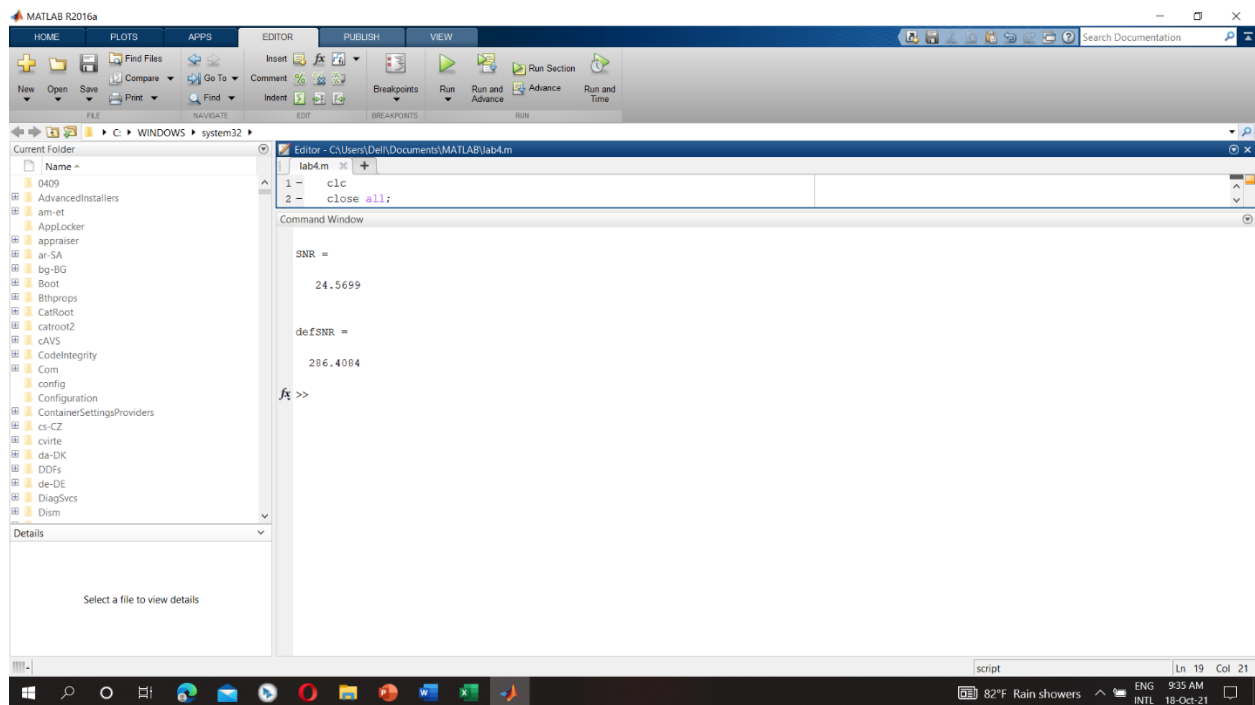 MATLAB R2016a
HOME PLOTS APPS EDITOR PUBLISH VIEW
Search Documentation
New Open Save
Find Files
Compare
Print
FILE
Go To
Find
NAVIGATE
Insert fx
Comment %
Indent
EDIT
Breakpoints
BREAKPOINTS
Run
Run and Advance
Run Section
Advance
Run and Time
RUN
C: WINDOWS system32
Current Folder
Name
0409
AdvancedInstallers
am-et
AppLocker
appraiser
ar-SA
bg-BG
Boot
Bthprops
CatRoot
catroot2
cAVS
CodeIntegrity
Com
config
Configuration
ContainerSettingsProviders
cs-CZ
cvirte
da-DK
DDFs
de-DE
DiagSvcs
Dism
Details
Select a file to view details
Editor - C:\Users\Dell\Documents\MATLAB\lab4.m
lab4.m
1 - clc
2 - close all;
Command Window
SNR =
24.5699
defSNR =
286.4084
fx >>
script Ln 19 Col 21
82°F Rain showers ENG 9:35 AM
INTL 18-Oct-21